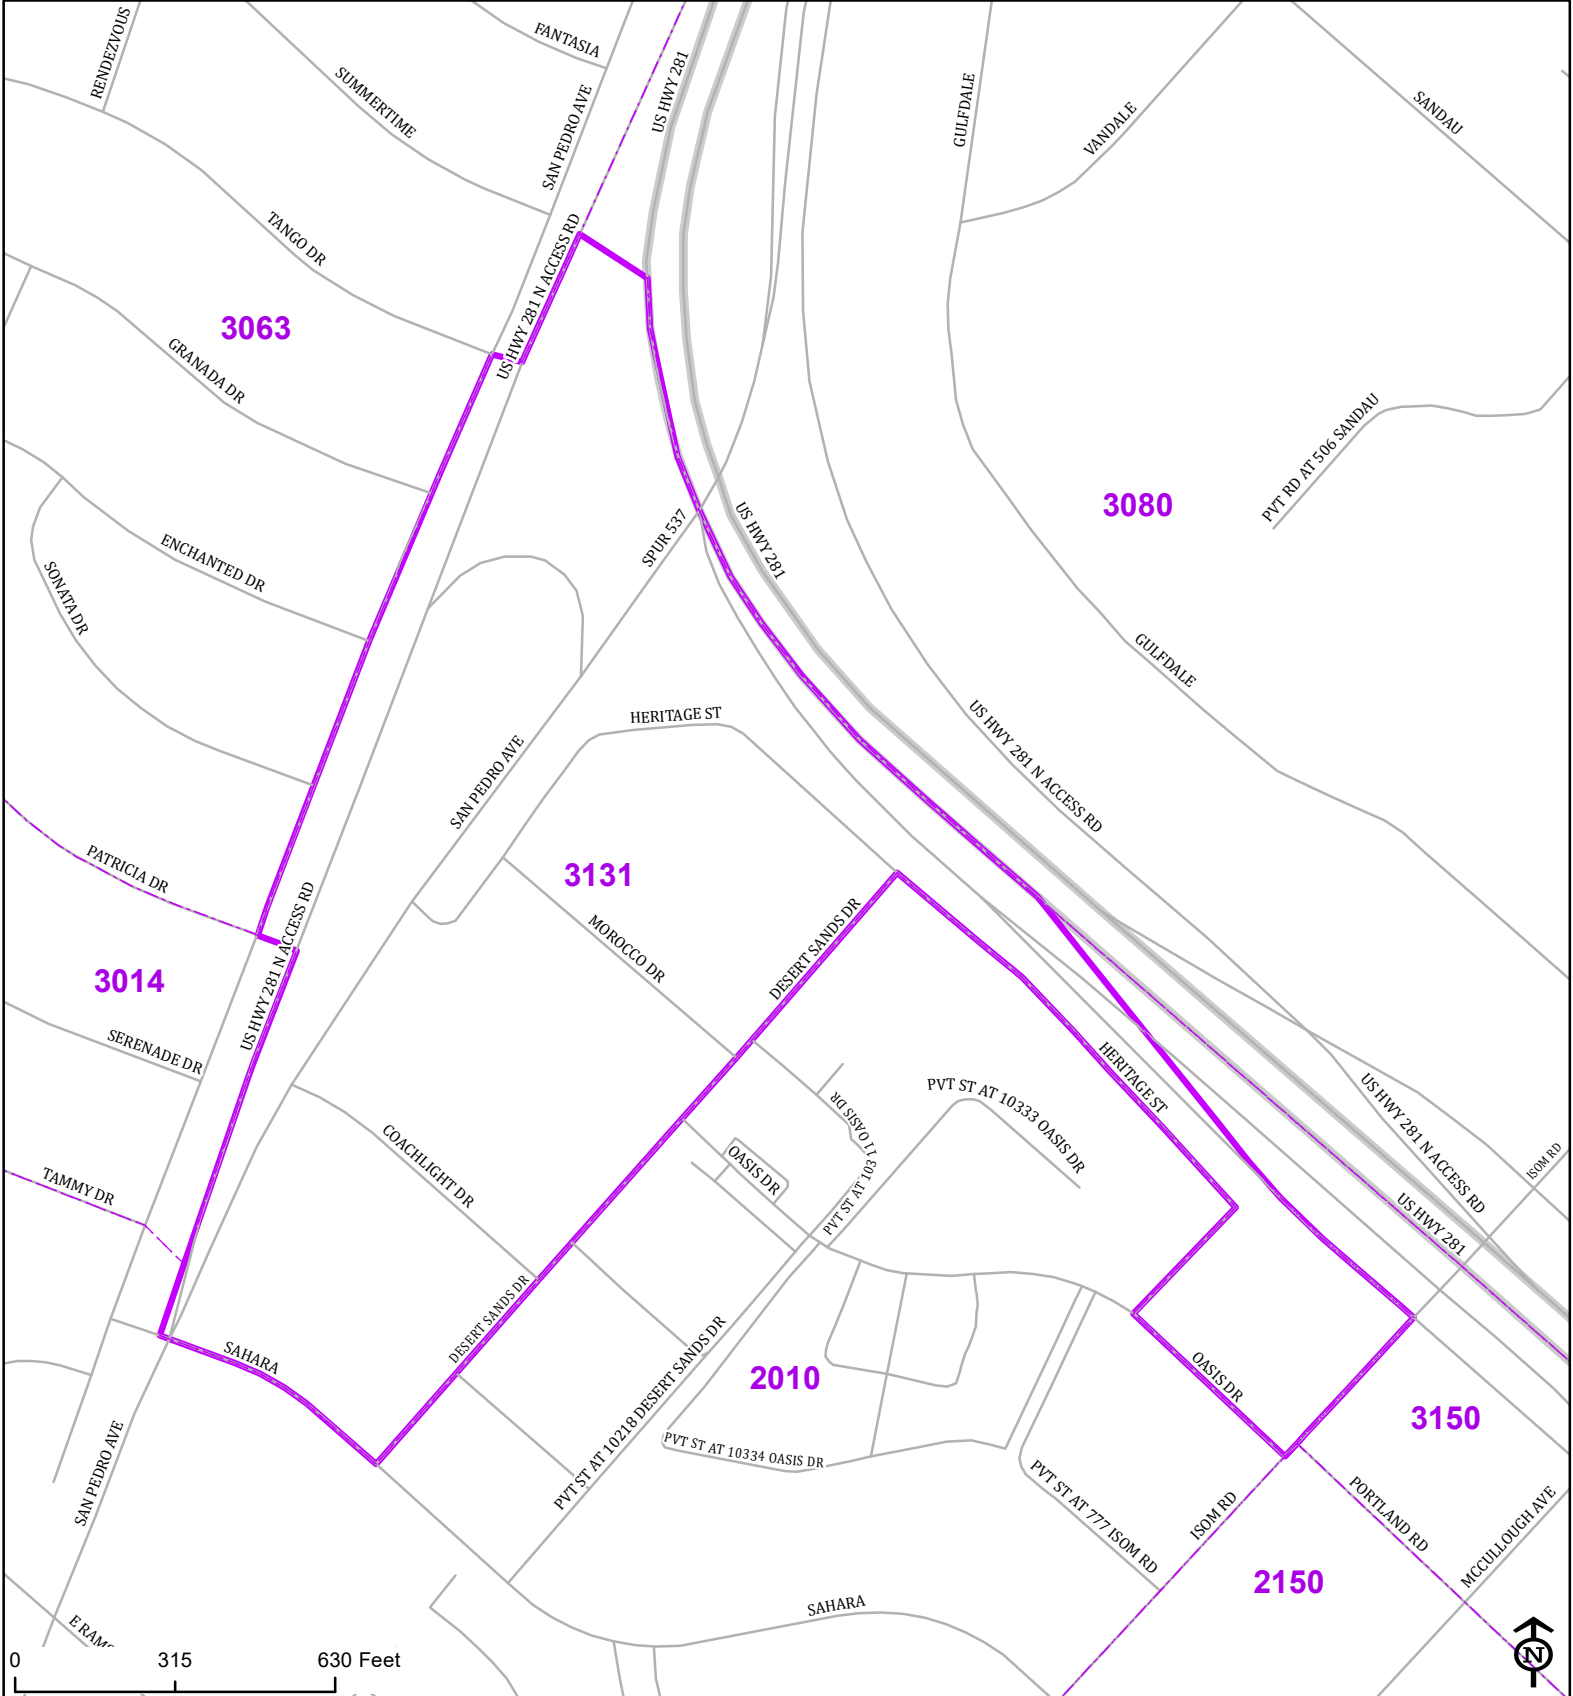 RENDEZVOUS
FANTASIA
SUMMERTIME
SAN PEDRO AVE
US HWY 281
GULFDALE
VANDALE
SANDAU
TANGO DR
US HWY 281 N ACCESS RD
3063
GRANADA DR
PVT RD AT 506 SANDAU
3080
ENCHANTED DR
SONATA DR
SPUR 537
US HWY 281
GULFDALE
HERITAGE ST
US HWY 281 N ACCESS RD
SAN PEDRO AVE
PATRICIA DR
3131
US HWY 281 N ACCESS RD
MOROCCO DR
DESERT SANDS DR
3014
SERENADE DR
HERITAGE ST
PVT ST AT 10333 OASIS DR
PVT ST AT 10311 OASIS DR
US HWY 281 N ACCESS RD
ISOM RD
COACHLIGHT DR
OASIS DR
TAMMY DR
US HWY 281
SAHARA
DESERT SANDS DR
PVT ST AT 10218 DESERT SANDS DR
2010
OASIS DR
3150
PVT ST AT 10334 OASIS DR
SAN PEDRO AVE
PVT ST AT 777 ISOM RD
ISOM RD
PORTLAND RD
MCCULLOUGH AVE
2150
SAHARA
E RAMS
0 315 630 Feet
N